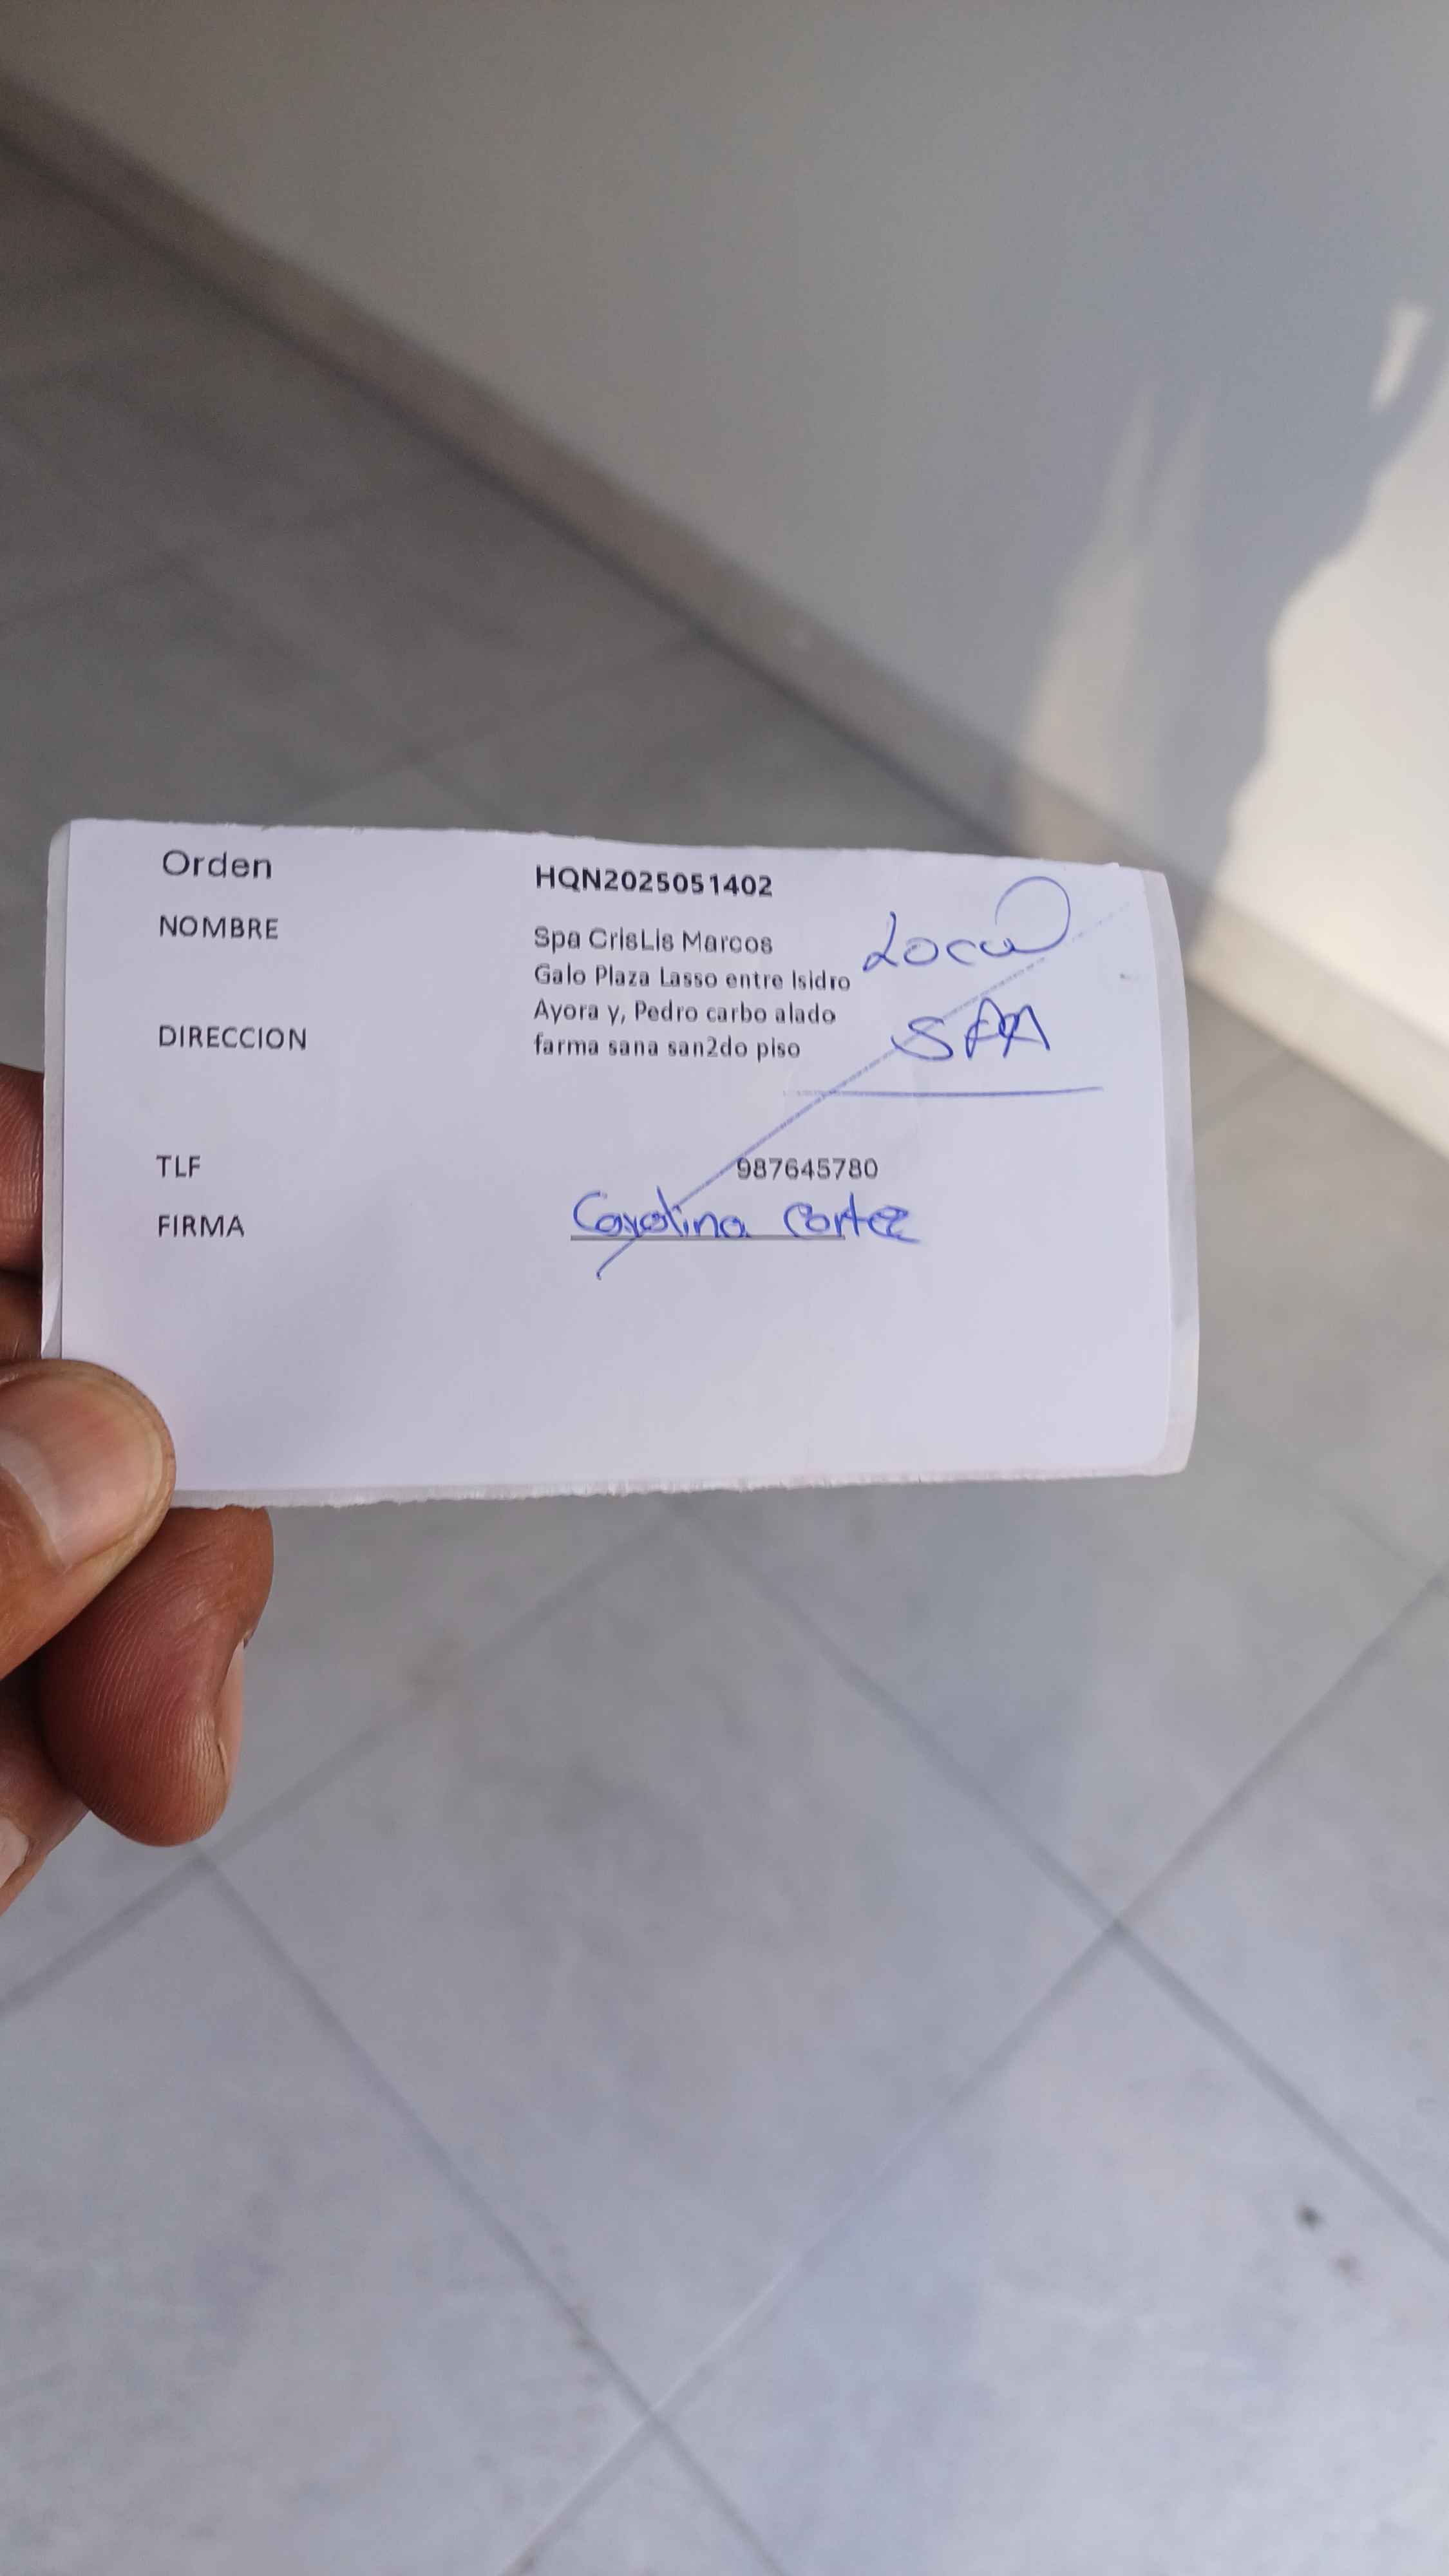 Orden HQN2025051402
NOMBRE Spa CrisLis Marcos
Galo Plaza Lasso entre Isidro
Ayora y, Pedro carbo alado
DIRECCION farma sana san2do piso
Local
SPA
TLF 987645780
FIRMA Carolina Cortez